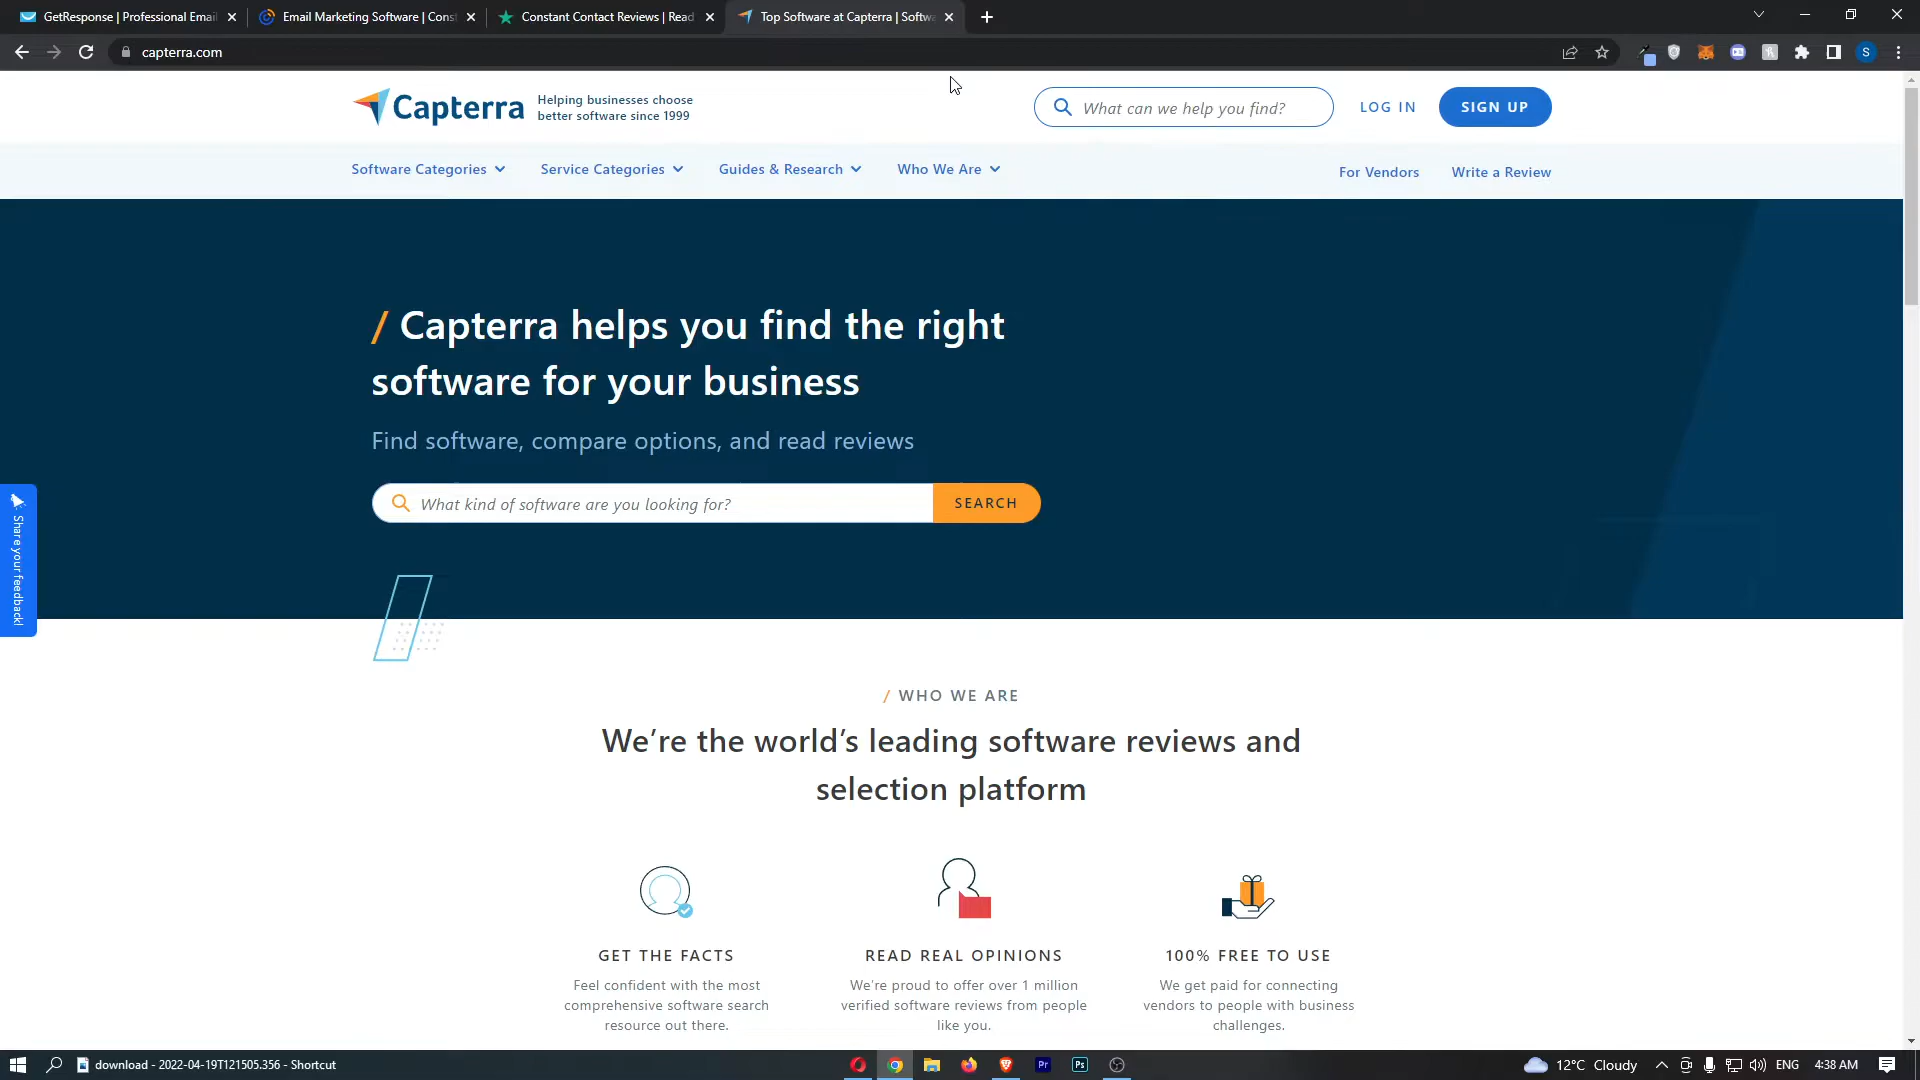 GetResponse | Professional Email
Email Marketing Software | Const
Constant Contact Reviews | Read
Top Software at Capterra | Softwa
capterra.com
S
Capterra
Helping businesses choose
better software since 1999
What can we help you find?
LOG IN
SIGN UP
Software Categories
Service Categories
Guides & Research
Who We Are
For Vendors
Write a Review
/ Capterra helps you find the right
software for your business
Find software, compare options, and read reviews
What kind of software are you looking for?
SEARCH
Share your feedback!
/ WHO WE ARE
We’re the world’s leading software reviews and
selection platform
GET THE FACTS
Feel confident with the most
comprehensive software search
resource out there.
READ REAL OPINIONS
We’re proud to offer over 1 million
verified software reviews from people
like you.
100% FREE TO USE
We get paid for connecting
vendors to people with business
challenges.
download - 2022-04-19T121505.356 - Shortcut
Pr
Ps
12°C Cloudy
ENG
4:38 AM